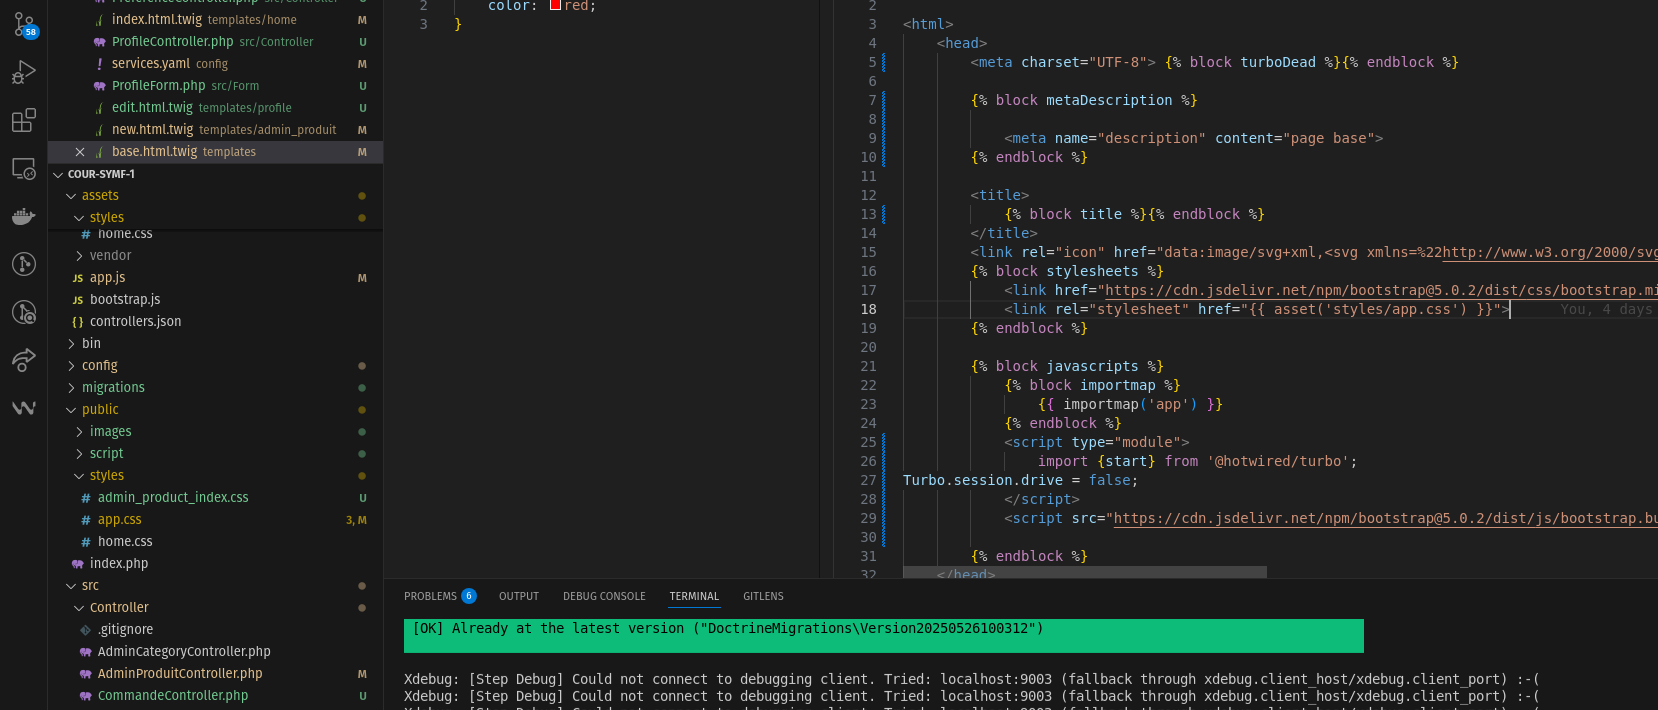 58
PreferenceController.php src/Controller
index.html.twig templates/home M
ProfileController.php src/Controller U
services.yaml config M
ProfileForm.php src/Form U
edit.html.twig templates/profile U
new.html.twig templates/admin_produit M
base.html.twig templates M
COUR-SYMF-1
assets
styles
home.css
vendor
JS app.js M
JS bootstrap.js
{} controllers.json
bin
config
migrations
public
images
script
styles
# admin_product_index.css U
# app.css 3, M
# home.css
index.php
src
Controller
.gitignore
AdminCategoryController.php
AdminProduitController.php M
CommandeController.php U
2 color: red;
3 }
2
3 <html>
4 <head>
5 <meta charset="UTF-8"> {% block turboDead %}{% endblock %}
6
7 {% block metaDescription %}
8
9 <meta name="description" content="page base">
10 {% endblock %}
11
12 <title>
13 {% block title %}{% endblock %}
14 </title>
15 <link rel="icon" href="data:image/svg+xml,<svg xmlns=%22http://www.w3.org/2000/svg
16 {% block stylesheets %}
17 <link href="https://cdn.jsdelivr.net/npm/bootstrap@5.0.2/dist/css/bootstrap.mi
18 <link rel="stylesheet" href="{{ asset('styles/app.css') }}"> You, 4 days
19 {% endblock %}
20
21 {% block javascripts %}
22 {% block importmap %}
23 {{ importmap('app') }}
24 {% endblock %}
25 <script type="module">
26 import {start} from '@hotwired/turbo';
27 Turbo.session.drive = false;
28 </script>
29 <script src="https://cdn.jsdelivr.net/npm/bootstrap@5.0.2/dist/js/bootstrap.bu
30
31 {% endblock %}
32 </head>
PROBLEMS 6 OUTPUT DEBUG CONSOLE TERMINAL GITLENS
[OK] Already at the latest version ("DoctrineMigrations\Version20250526100312")
Xdebug: [Step Debug] Could not connect to debugging client. Tried: localhost:9003 (fallback through xdebug.client_host/xdebug.client_port) :-(
Xdebug: [Step Debug] Could not connect to debugging client. Tried: localhost:9003 (fallback through xdebug.client_host/xdebug.client_port) :-(